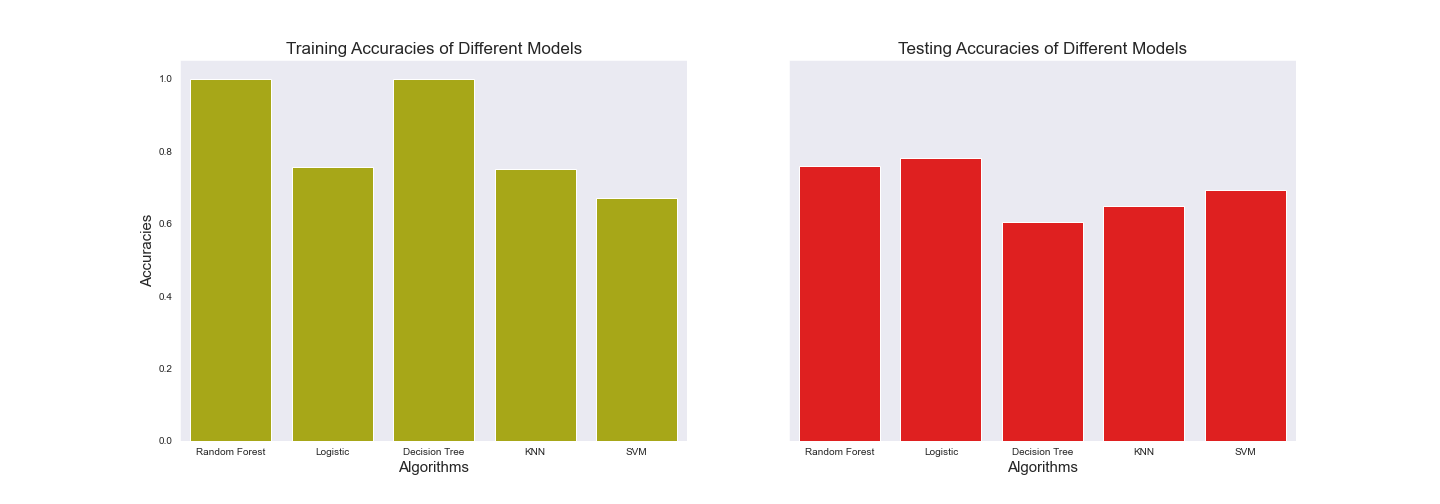 Training Accuracies of Different Models
1.0
0.8
0.6
0.4
0.2
0.0
Accuracies
Random Forest Logistic Decision Tree KNN SVM
Algorithms
Testing Accuracies of Different Models
Random Forest Logistic Decision Tree KNN SVM
Algorithms